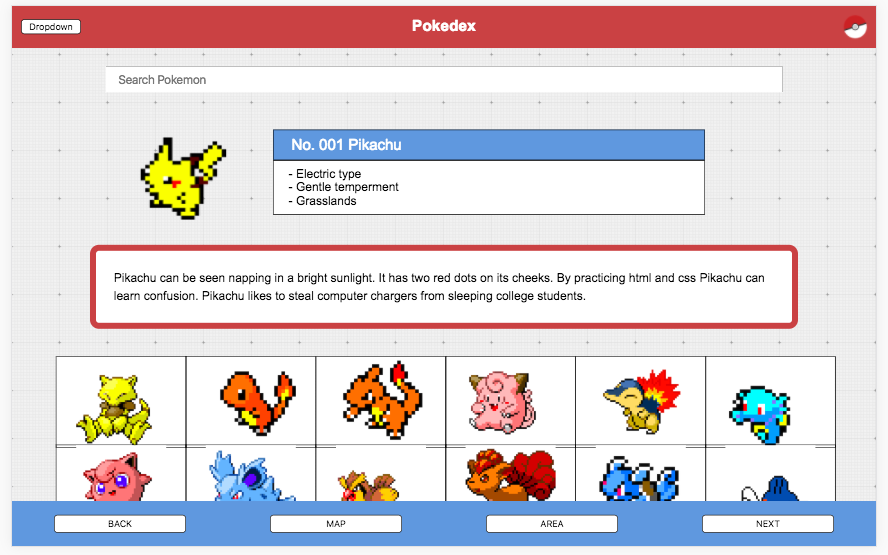 Dropdown
Pokedex
Search Pokemon
No. 001 Pikachu
- Electric type
- Gentle temperment
- Grasslands
Pikachu can be seen napping in a bright sunlight. It has two red dots on its cheeks. By practicing html and css Pikachu can
learn confusion. Pikachu likes to steal computer chargers from sleeping college students.
BACK
MAP
AREA
NEXT